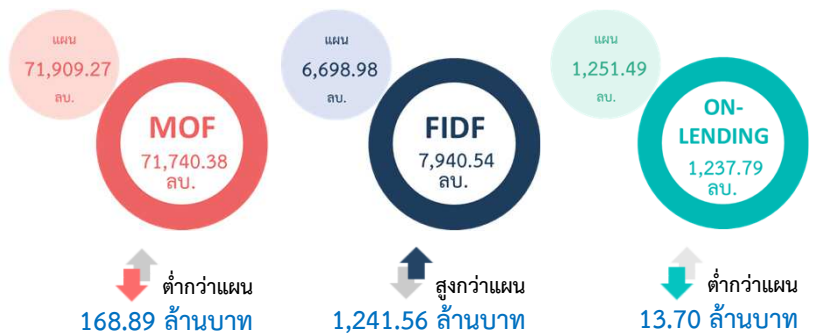 แผน
71,909.27
ลบ.
MOF
71,740.38
ลบ.
ต่ำกว่าแผน
168.89 ล้านบาท
แผน
6,698.98
ลบ.
FIDF
7,940.54
ลบ.
สูงกว่าแผน
1,241.56 ล้านบาท
แผน
1,251.49
ลบ.
ON-
LENDING
1,237.79
ลบ.
ต่ำกว่าแผน
13.70 ล้านบาท